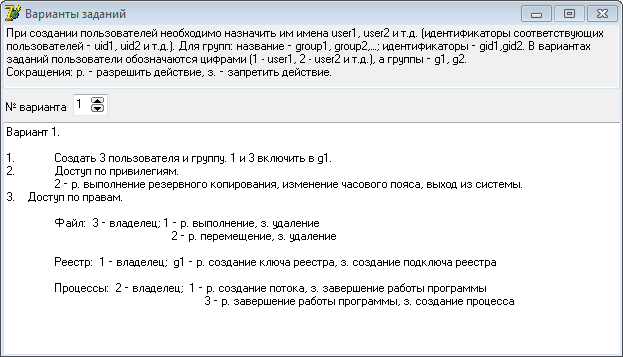 Варианты заданий
При создании пользователей необходимо назначить им имена user1, user2 и т.д. (идентификаторы соответствующих
пользователей - uid1, uid2 и т.д.). Для групп: название - group1, group2,...; идентификаторы - gid1,gid2. В вариантах
заданий пользователи обозначаются цифрами (1 - user1, 2 - user2 и т.д.), а группы - g1, g2.
Сокращения: р. - разрешить действие, з. - запретить действие.
№ варианта 1
Вариант 1.
1. Создать 3 пользователя и группу. 1 и 3 включить в g1.
2. Доступ по привилегиям.
2 - р. выполнение резервного копирования, изменение часового пояса, выход из системы.
3. Доступ по правам.
Файл: 3 - владелец; 1 - р. выполнение, з. удаление
2 - р. перемещение, з. удаление
Реестр: 1 - владелец; g1 - р. создание ключа реестра, з. создание подключа реестра
Процессы: 2 - владелец; 1 - р. создание потока, з. завершение работы программы
3 - р. завершение работы программы, з. создание процесса